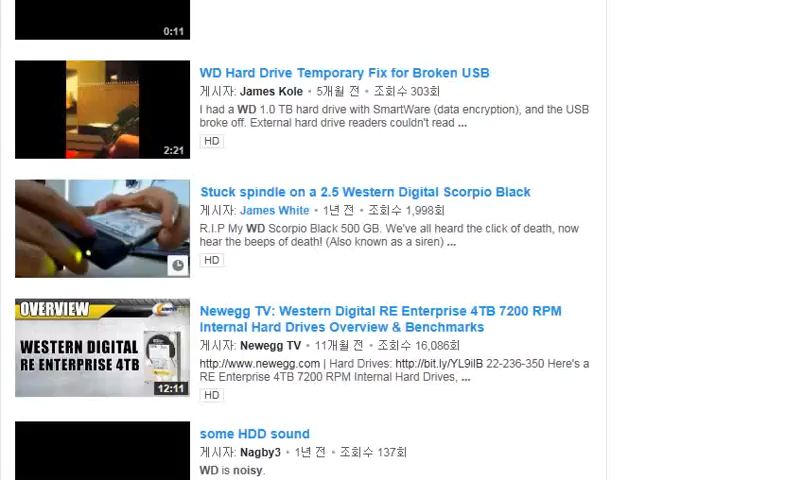 0:11
WD Hard Drive Temporary Fix for Broken USB
게시자: James Kole • 5개월 전 • 조회수 303회
I had a WD 1.0 TB hard drive with SmartWare (data encryption), and the USB
broke off. External hard drive readers couldn't read ...
HD
2:21
Stuck spindle on a 2.5 Western Digital Scorpio Black
게시자: James White • 1년 전 • 조회수 1,998회
R.I.P My WD Scorpio Black 500 GB. We've all heard the click of death, now
hear the beeps of death! (Also known as a siren) ...
HD
OVERVIEW
WESTERN DIGITAL
RE ENTERPRISE 4TB
12:11
Newegg TV: Western Digital RE Enterprise 4TB 7200 RPM
Internal Hard Drives Overview & Benchmarks
게시자: Newegg TV • 11개월 전 • 조회수 16,086회
http://www.newegg.com | Hard Drives: http://bit.ly/YL9iIB 22-236-350 Here's a
RE Enterprise 4TB 7200 RPM Internal Hard Drives, ...
HD
some HDD sound
게시자: Nagby3 • 1년 전 • 조회수 137회
WD is noisy.